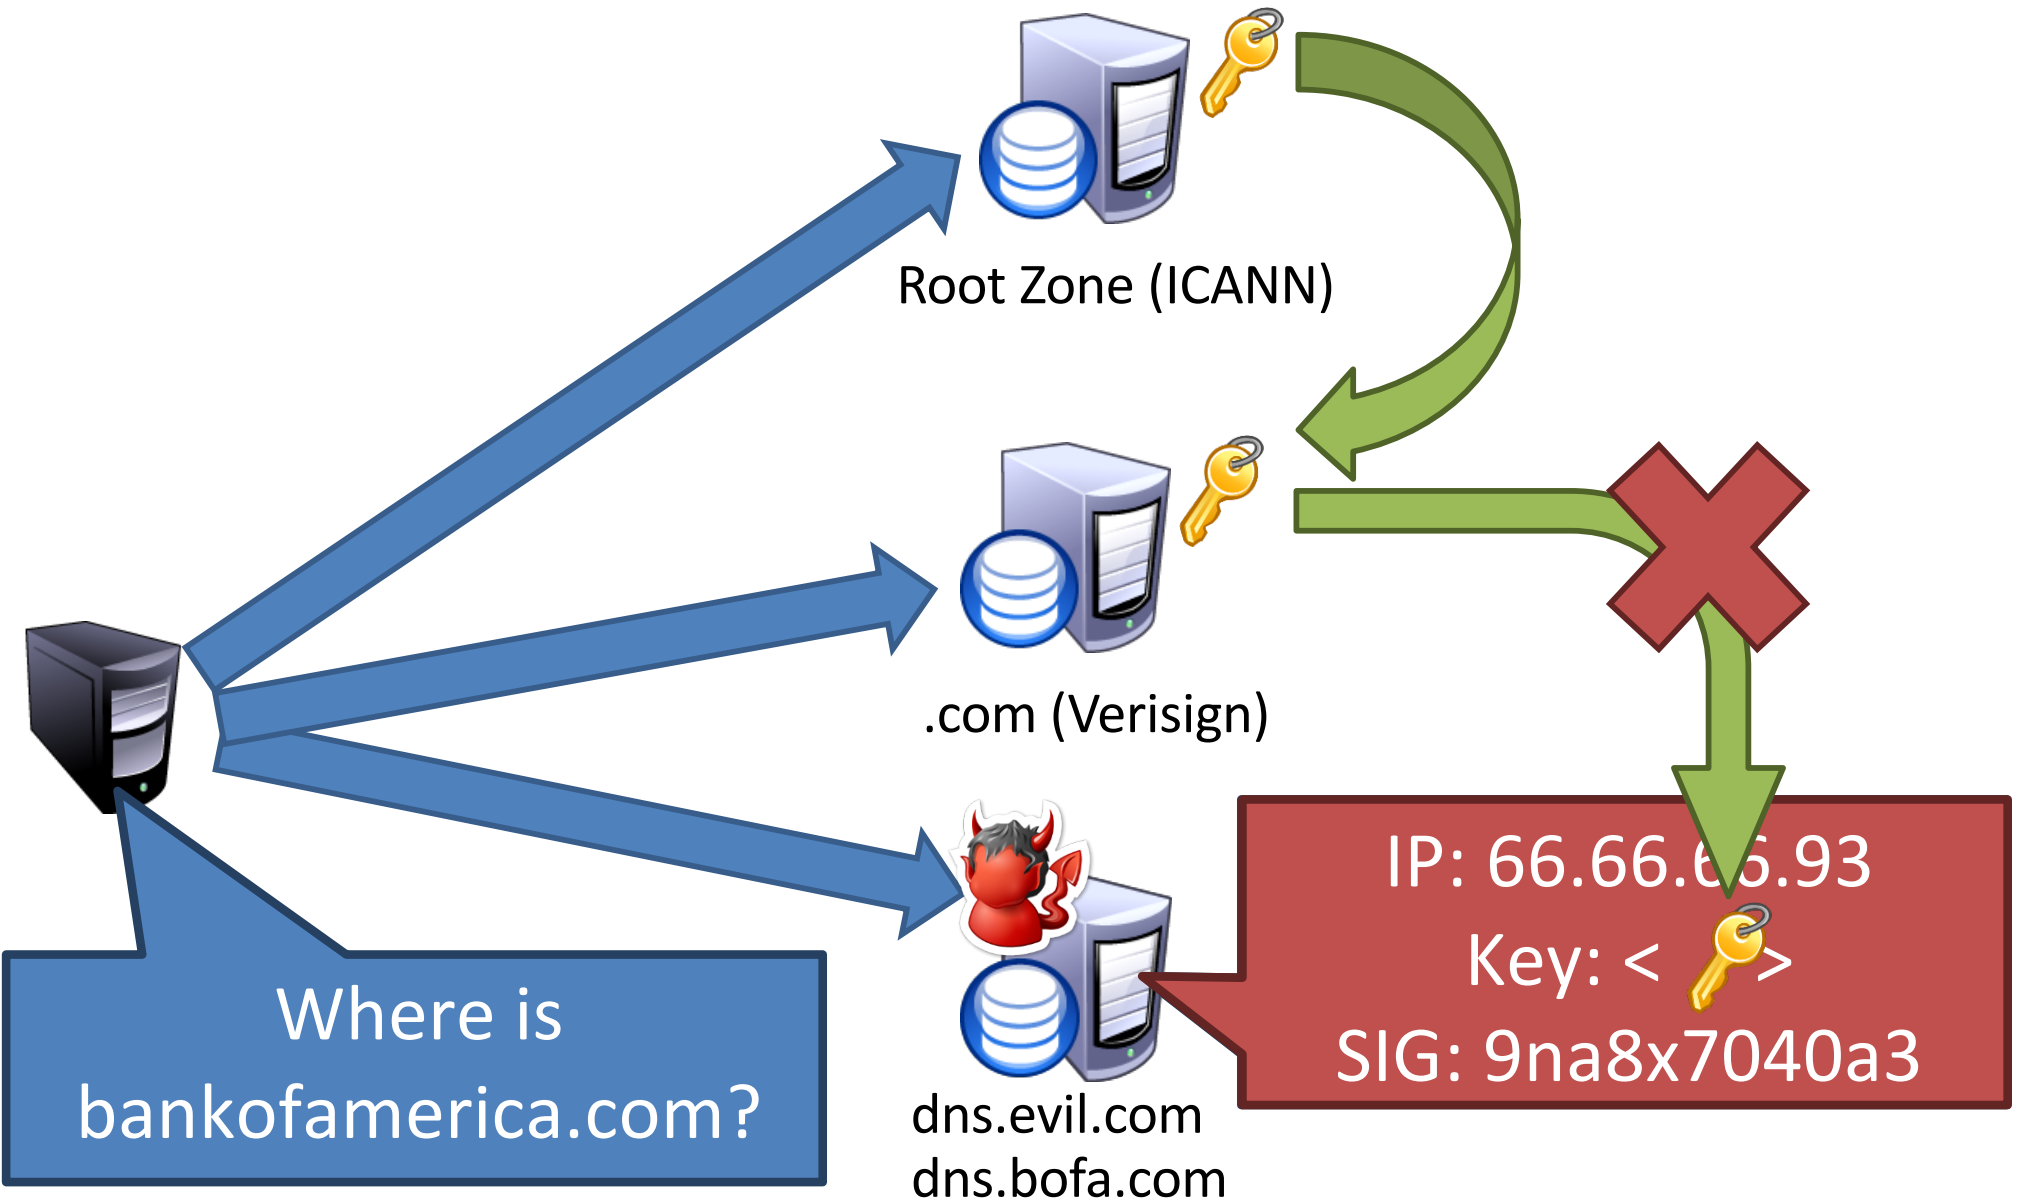 Root Zone (ICANN)
.com (Verisign)
Where is
bankofamerica.com?
IP: 66.66.66.93
Key: < >
SIG: 9na8x7040a3
dns.evil.com
dns.bofa.com